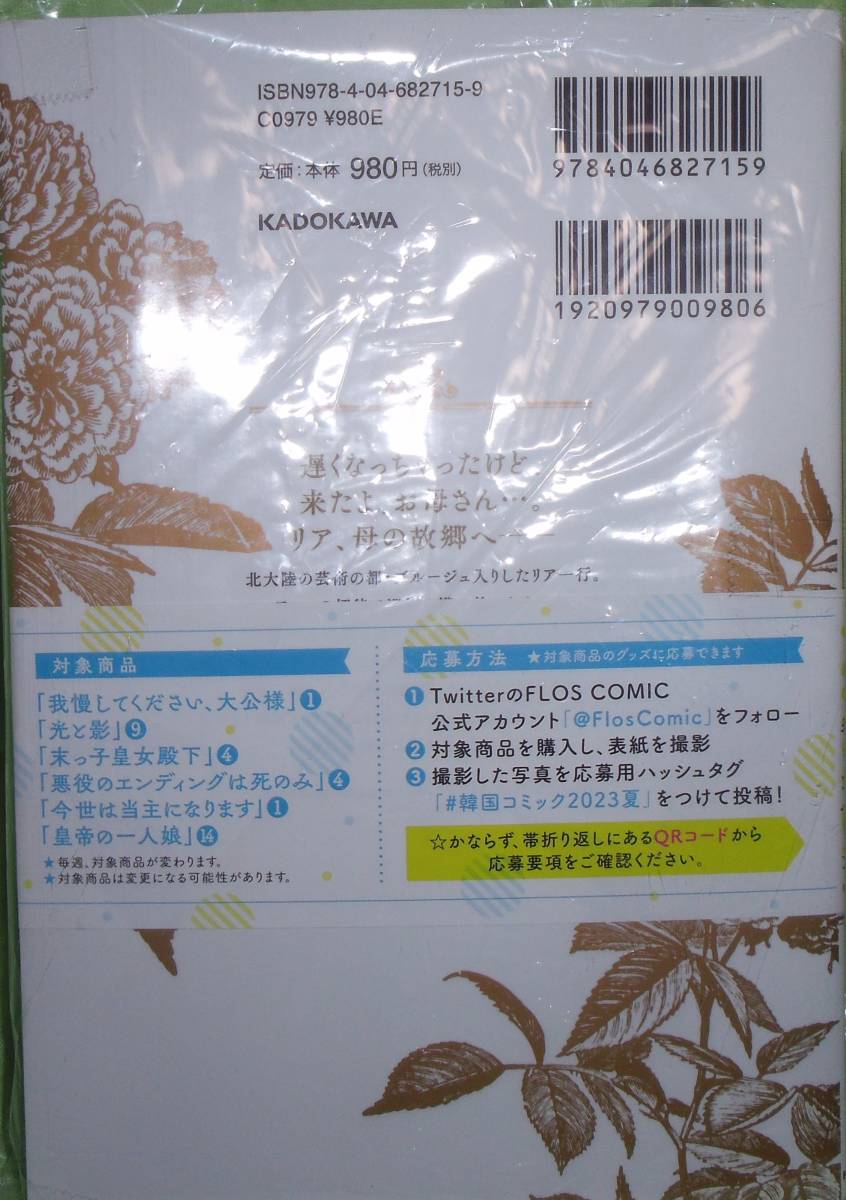 ISBN978-4-04-682715-9
C0979 ¥980E
定価：本体 980円(税別)
KADOKAWA
9784046827159
1920979009806
遅くなっちゃったけど、
来たよ、お母さん…。
リア、母の故郷へ――
北大陸の芸術の都・ブルージュ入りしたリア一行。
対象商品
「我慢してください、大公様」1
「光と影」9
「末っ子皇女殿下」4
「悪役のエンディングは死のみ」4
「今世は当主になります」1
「皇帝の一人娘」14
★毎週、対象商品が変わります。
★対象商品は変更になる可能性があります。
応募方法 ★対象商品のグッズに応募できます
1 TwitterのFLOS COMIC
公式アカウント「@FlosComic」をフォロー
2 対象商品を購入し、表紙を撮影
3 撮影した写真を応募用ハッシュタグ
「#韓国コミック2023夏」をつけて投稿！
☆かならず、帯折り返しにあるQRコードから
応募要項をご確認ください。